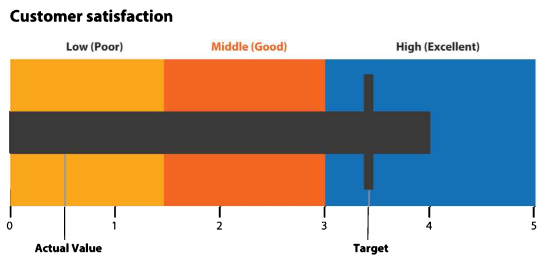 Customer satisfaction
Low (Poor) Middle (Good) High (Excellent)
0 1 2 3 4 5
Actual Value Target